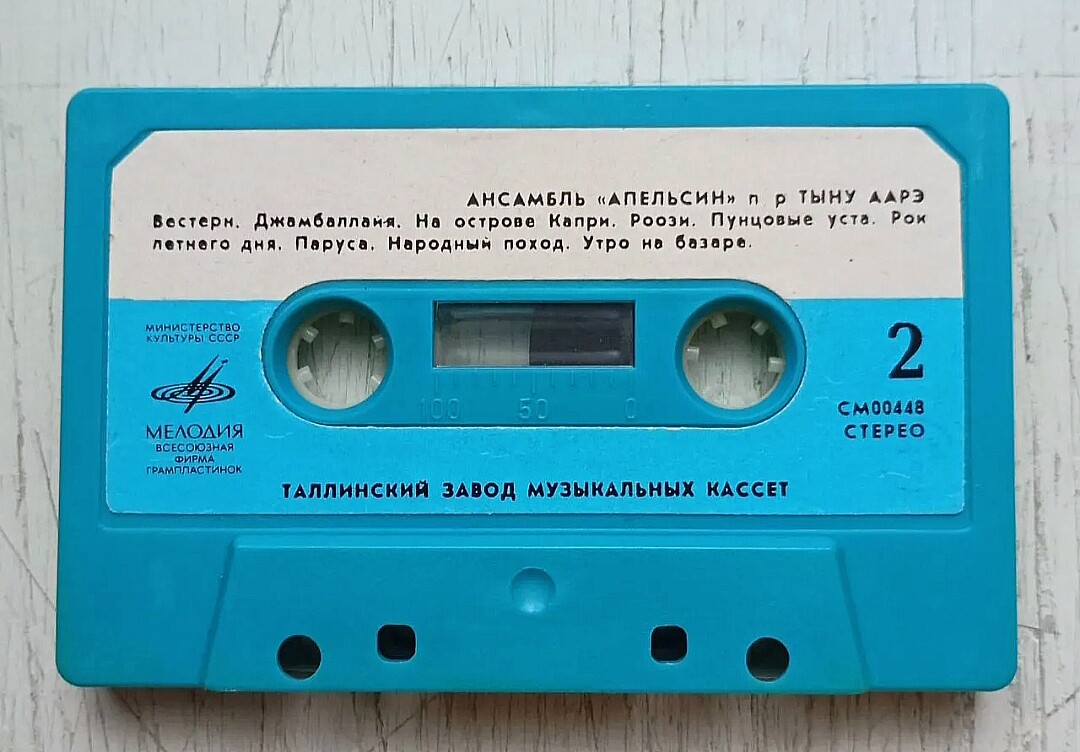 АНСАМБЛЬ «АПЕЛЬСИН» п р ТЫНУ ААРЭ
Вестерн. Джамбаллайя. На острове Капри. Роози. Пунцовые уста. Рои
летнего дня. Паруса. Народный поход. Утро на базаре.
МИНИСТЕРСТВО
КУЛЬТУРЫ СССР
МЕЛОДИЯ
ВСЕСОЮЗНАЯ
ФИРМА
ГРАМПЛАСТИНОК
2
СМ00448
СТЕРЕО
100 50 0
ТАЛЛИНСКИЙ ЗАВОД МУЗЫКАЛЬНЫХ КАССЕТ